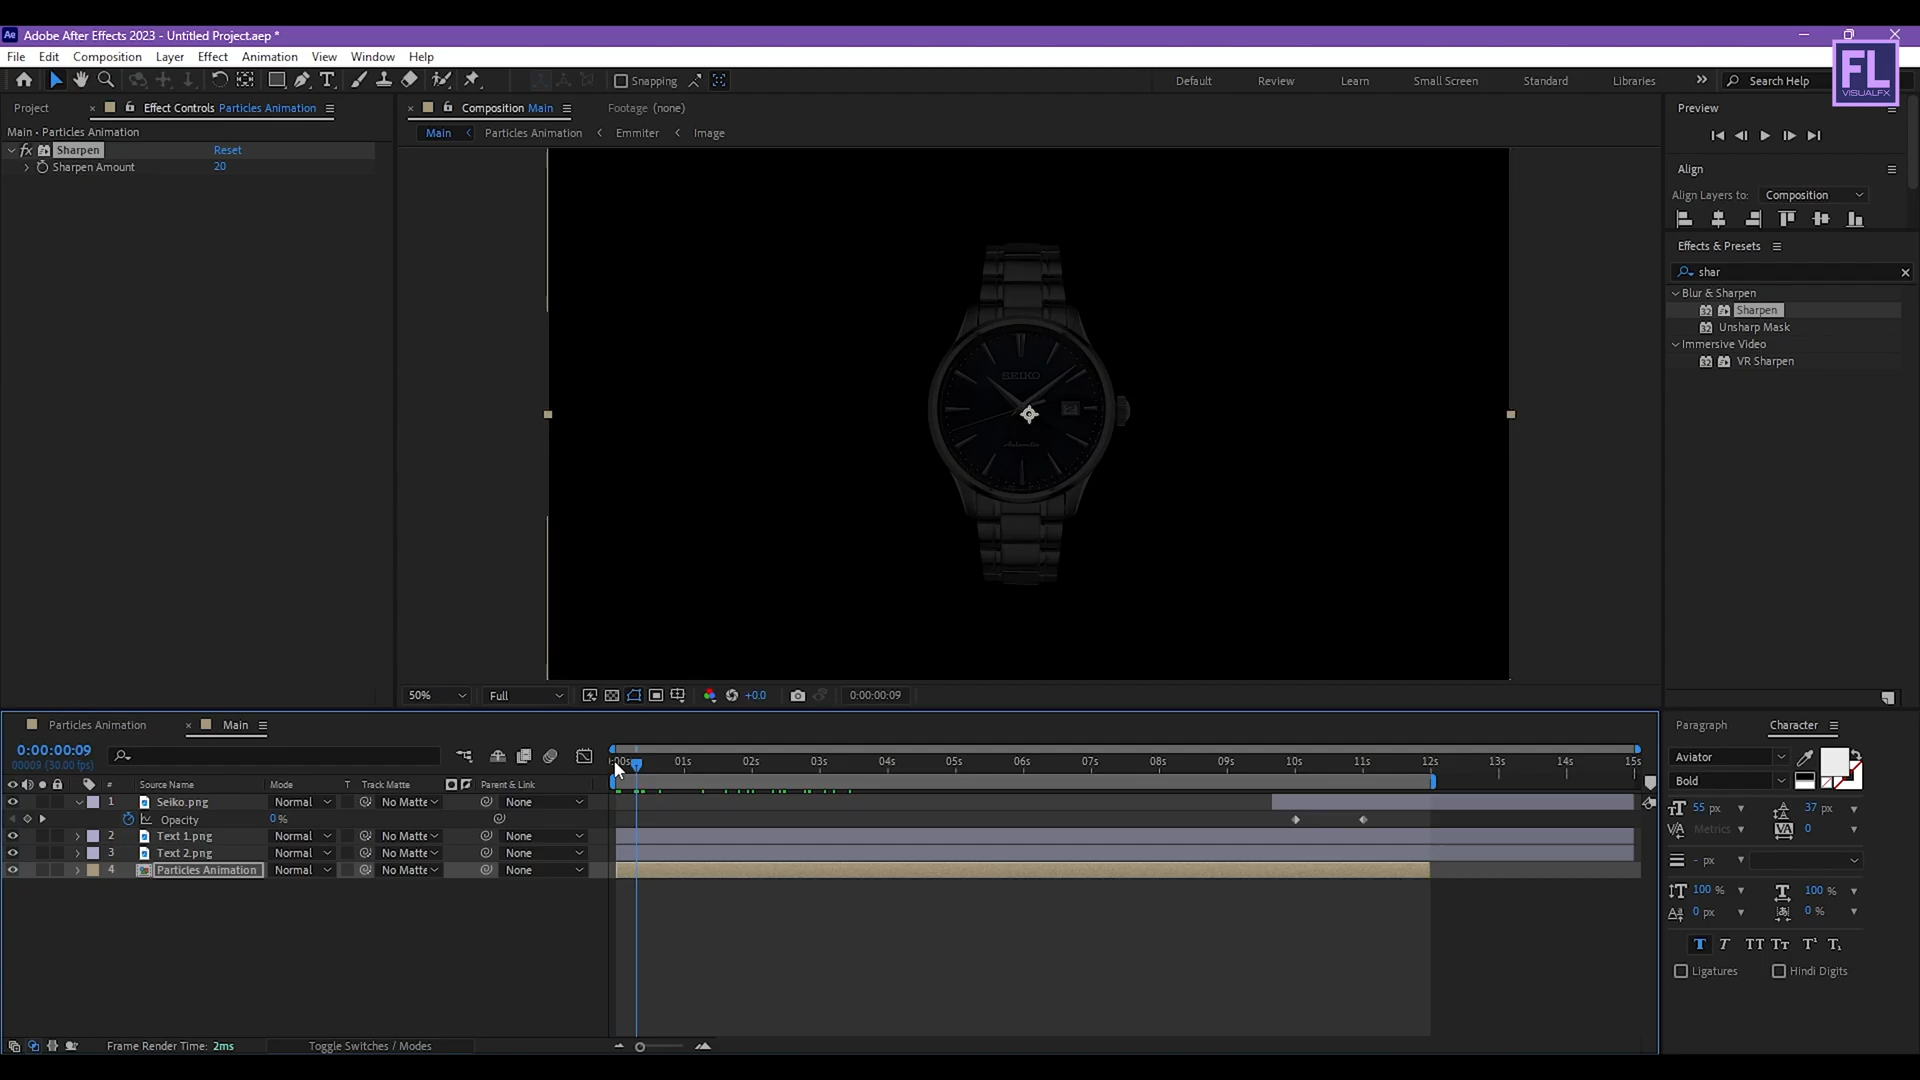 Ae Adobe After Effects 2023 - Untitled Project.aep *
File Edit Composition Layer Effect Animation View Window Help
Snapping Default Review Learn Small Screen Standard Libraries Search Help
FL
VISUALFX
Project Effect Controls Particles Animation
Composition Main Footage (none)
Preview
Main • Particles Animation
Main Particles Animation Emmiter Image
fx Sharpen Reset
Sharpen Amount 20
Align
Align Layers to: Composition
Effects & Presets
shar
Blur & Sharpen
Sharpen
Unsharp Mask
Immersive Video
VR Sharpen
SEIKO
Automatic
50% Full +0.0 0:00:00:09
Particles Animation Main
Paragraph Character
0:00:00:09
00009 (30.00 fps)
:00s 01s 02s 03s 04s 05s 06s 07s 08s 09s 10s 11s 12s 13s 14s 15s
# Source Name Mode T Track Matte Parent & Link
1 Seiko.png Normal No Matte None
Opacity 0 %
2 Text 1.png Normal No Matte None
3 Text 2.png Normal No Matte None
4 Particles Animation Normal No Matte None
Aviator
Bold
55 px 37 px
Metrics 0
- px
100 % 100 %
0 px 0 %
T T TT Tt T¹ T₁
Ligatures Hindi Digits
Frame Render Time: 2ms Toggle Switches / Modes